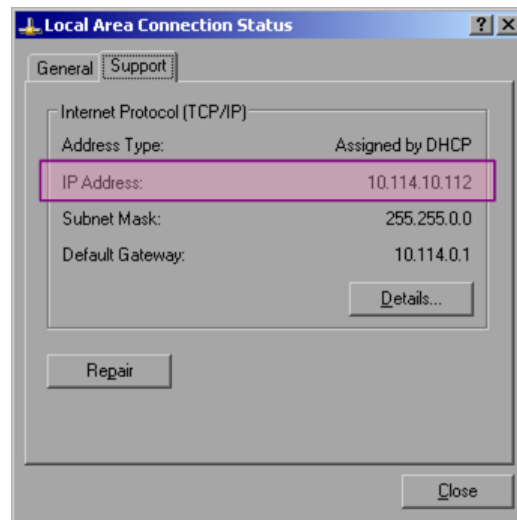 Local Area Connection Status
General Support
Internet Protocol (TCP/IP)
Address Type: Assigned by DHCP
IP Address: 10.114.10.112
Subnet Mask: 255.255.0.0
Default Gateway: 10.114.0.1
Details...
Repair
Close